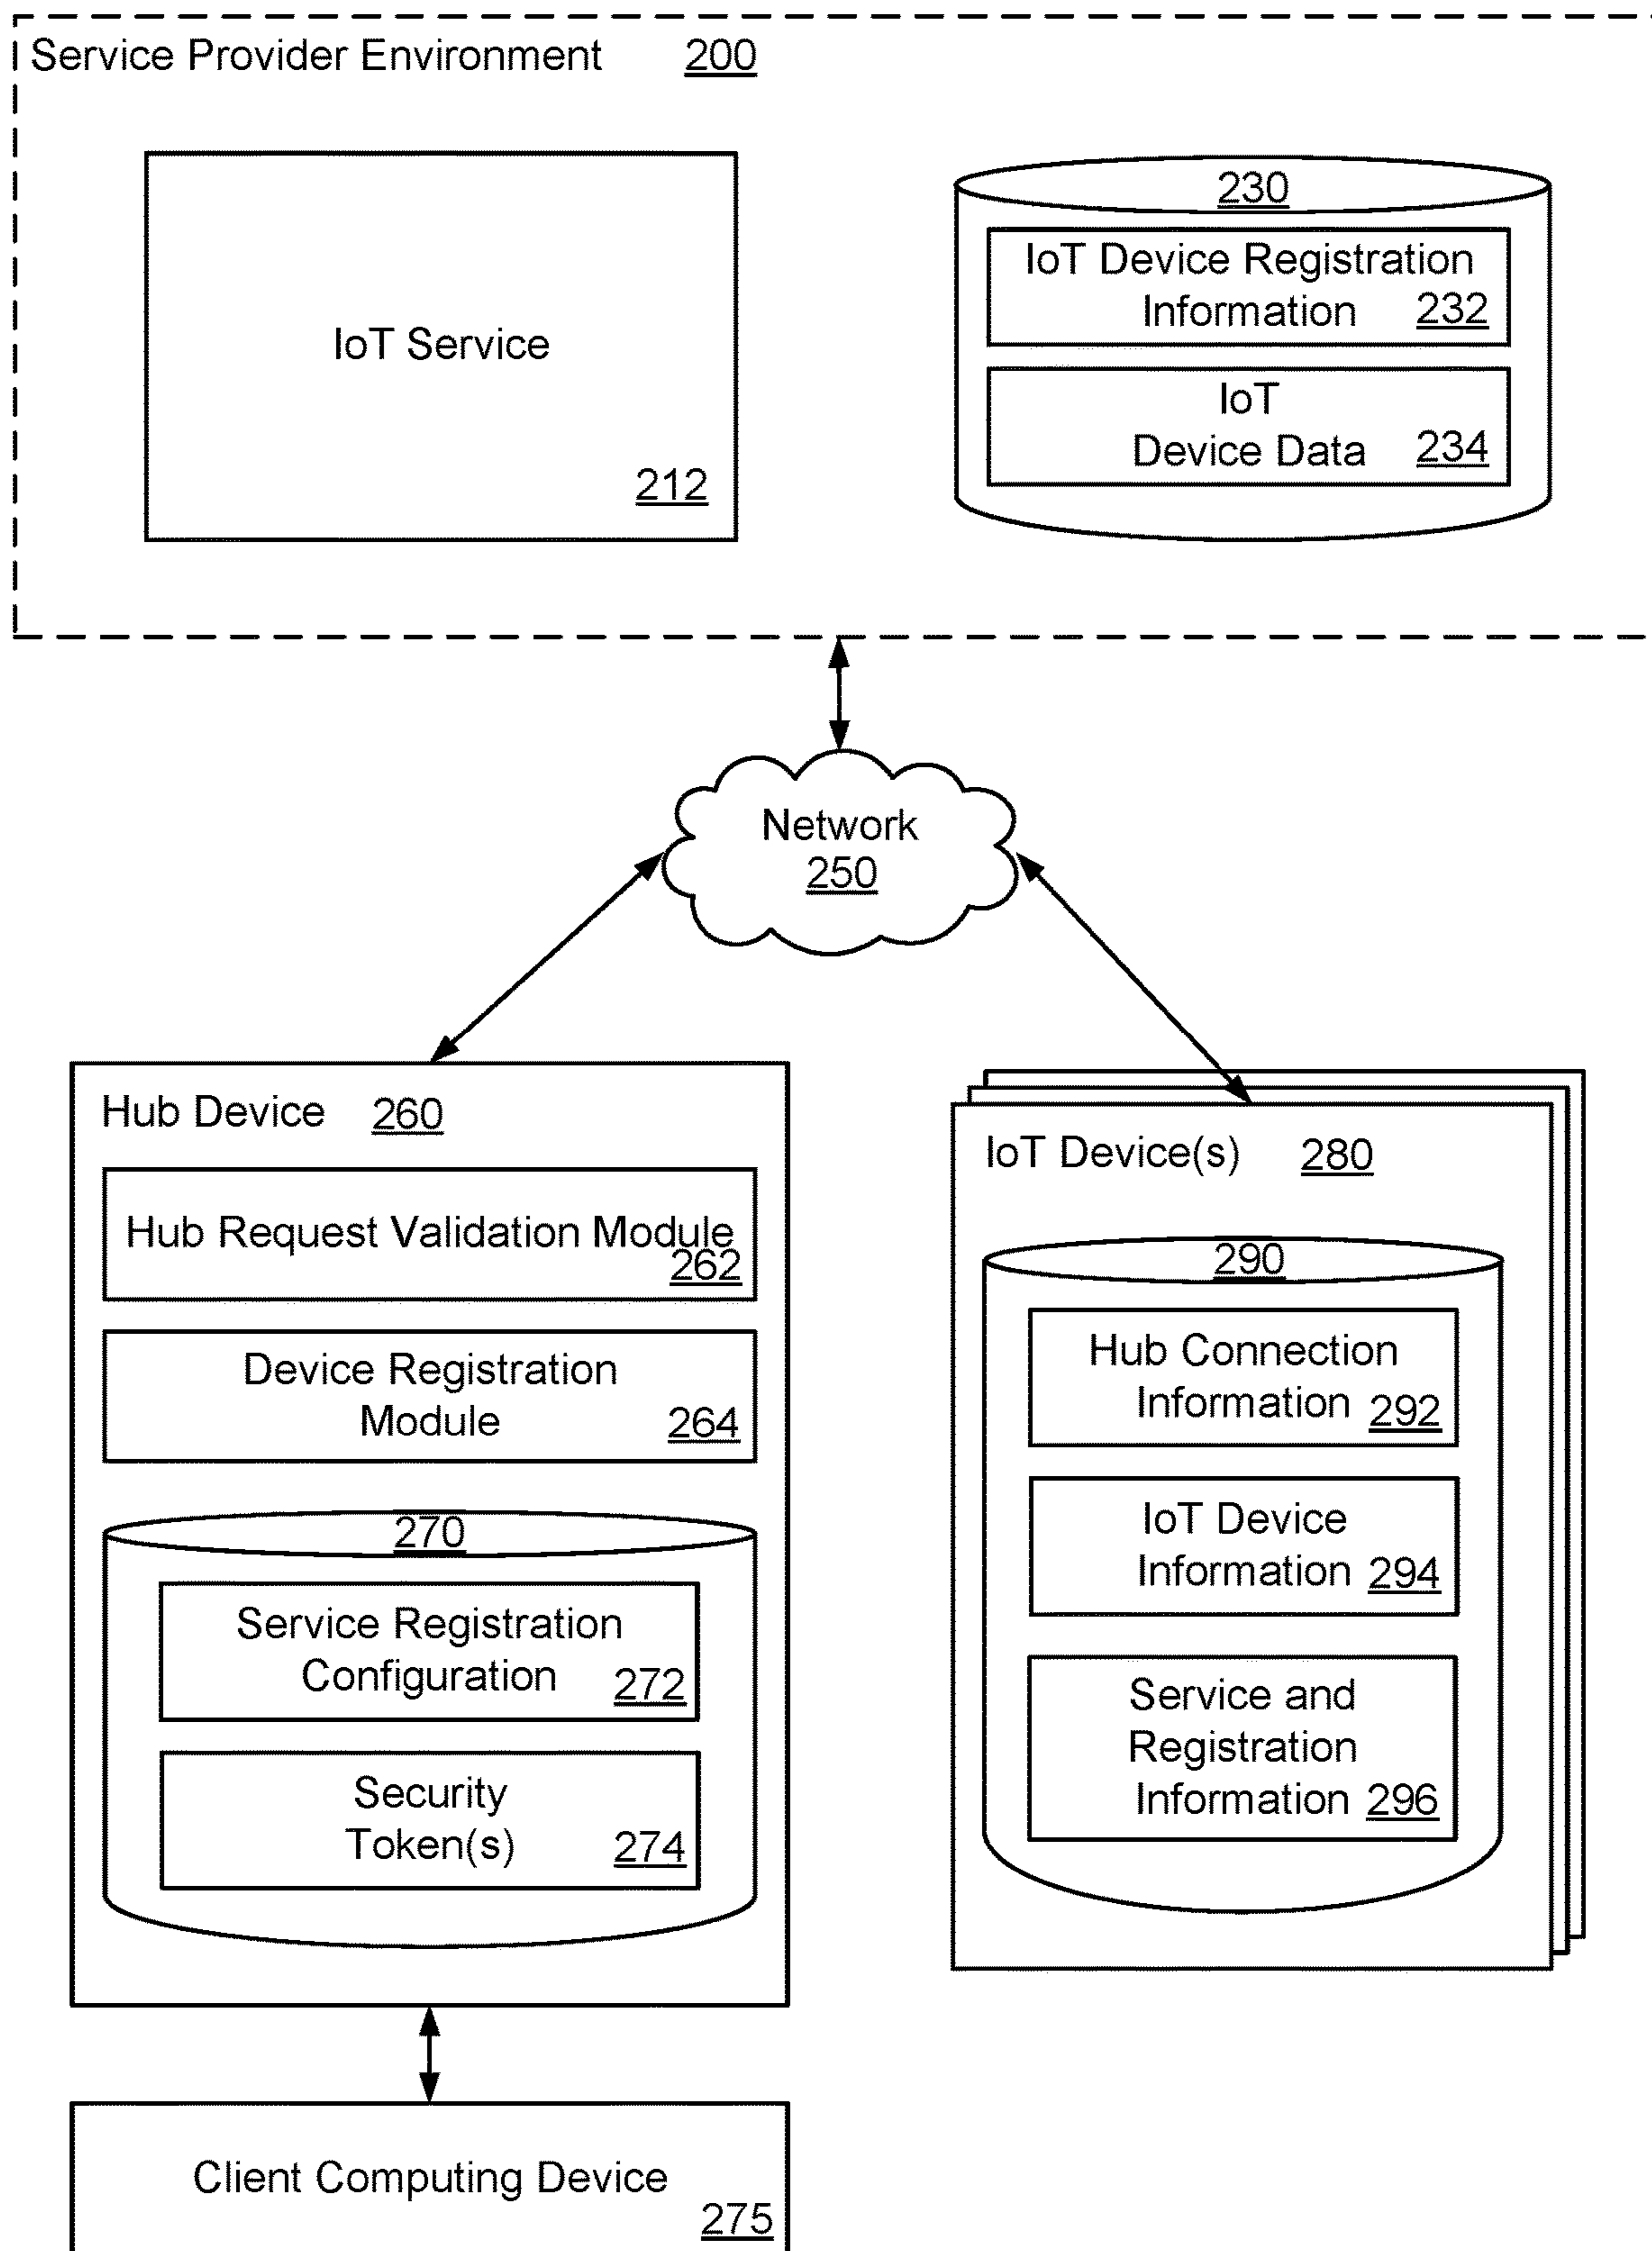 Service Provider Environment 200
IoT Service
212
230
IoT Device Registration
Information 232
IoT
Device Data 234
Network
250
Hub Device 260
Hub Request Validation Module
262
Device Registration
Module 264
270
Service Registration
Configuration 272
Security
Token(s) 274
IoT Device(s) 280
290
Hub Connection
Information 292
IoT Device
Information 294
Service and
Registration
Information 296
Client Computing Device
275